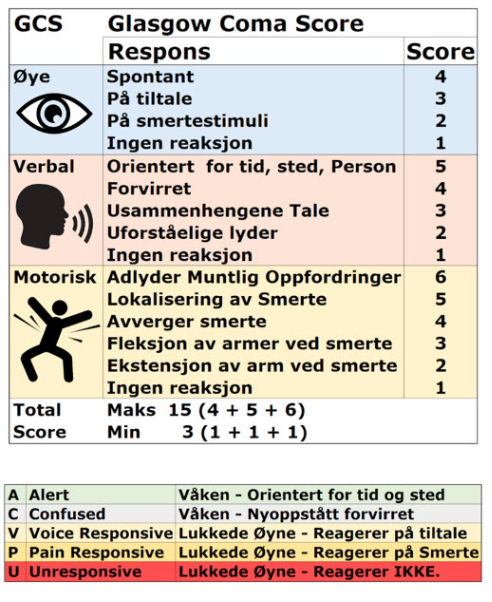 GCS Glasgow Coma Score
Respons Score
Øye Spontant 4
På tiltale 3
På smertestimuli 2
Ingen reaksjon 1
Verbal Orientert for tid, sted, Person 5
Forvirret 4
Usammenhengene Tale 3
Uforståelige lyder 2
Ingen reaksjon 1
Motorisk Adlyder Muntlig Oppfordringer 6
Lokalisering av Smerte 5
Avverger smerte 4
Fleksjon av armer ved smerte 3
Ekstensjon av arm ved smerte 2
Ingen reaksjon 1
Total Maks 15 (4 + 5 + 6)
Score Min 3 (1 + 1 + 1)
A Alert Våken - Orientert for tid og sted
C Confused Våken - Nyoppstått forvirret
V Voice Responsive Lukkede Øyne - Reagerer på tiltale
P Pain Responsive Lukkede Øyne - Reagerer på Smerte
U Unresponsive Lukkede Øyne - Reagerer IKKE.